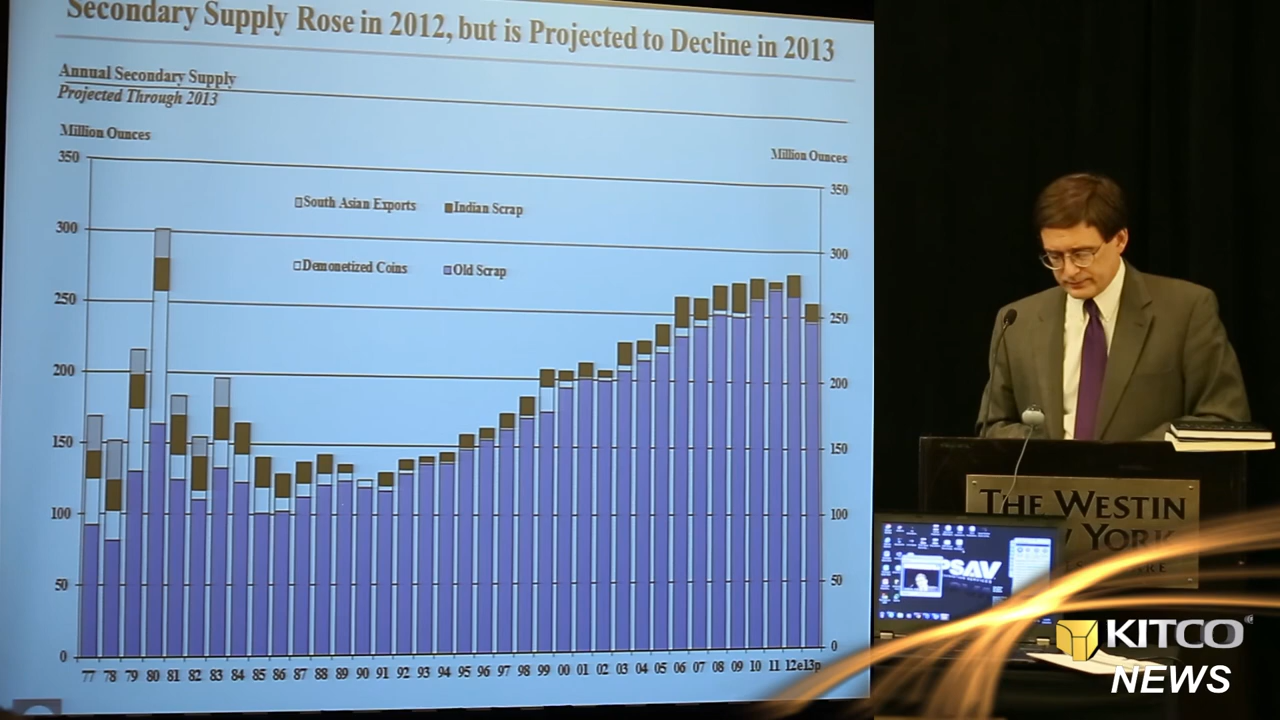 Secondary Supply Rose in 2012, but is Projected to Decline in 2013
Annual Secondary Supply
Projected Through 2013
Million Ounces
Million Ounces
350
300
250
200
150
100
50
0
350
300
250
200
150
100
50
0
South Asian Exports
Indian Scrap
Demonetized Coins
Old Scrap
77 78 79 80 81 82 83 84 85 86 87 88 89 90 91 92 93 94 95 96 97 98 99 00 01 02 03 04 05 06 07 08 09 10 11 12e13p
THE WESTIN
YORK
PSAV
KITCO
NEWS